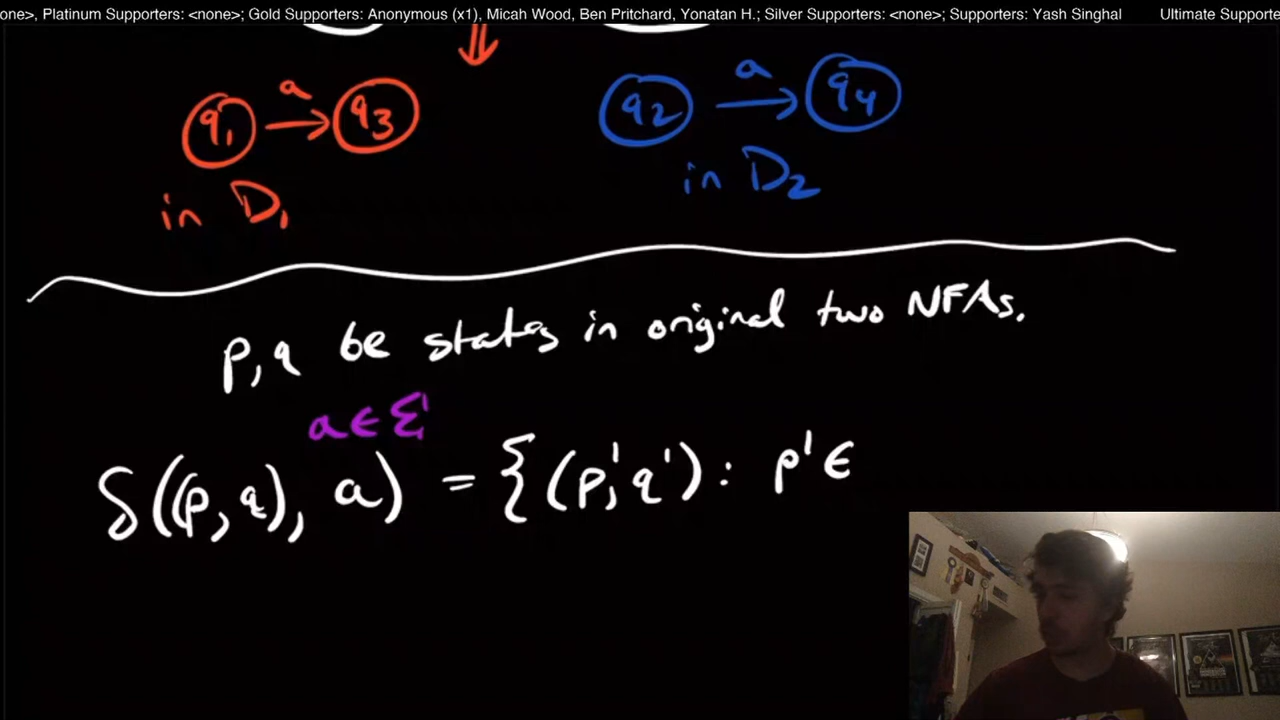 one>, Platinum Supporters: <none>; Gold Supporters: Anonymous (x1), Micah Wood, Ben Pritchard, Yonatan H.; Silver Supporters: <none>; Supporters: Yash Singhal Ultimate Supporte
q₁ a→ q₃ q₂ a→ q₄
in D₁ in D₂
p,q be states in original two NFAs.
a∈Σ
δ((p,q), a) = {(p',q'): p'∈